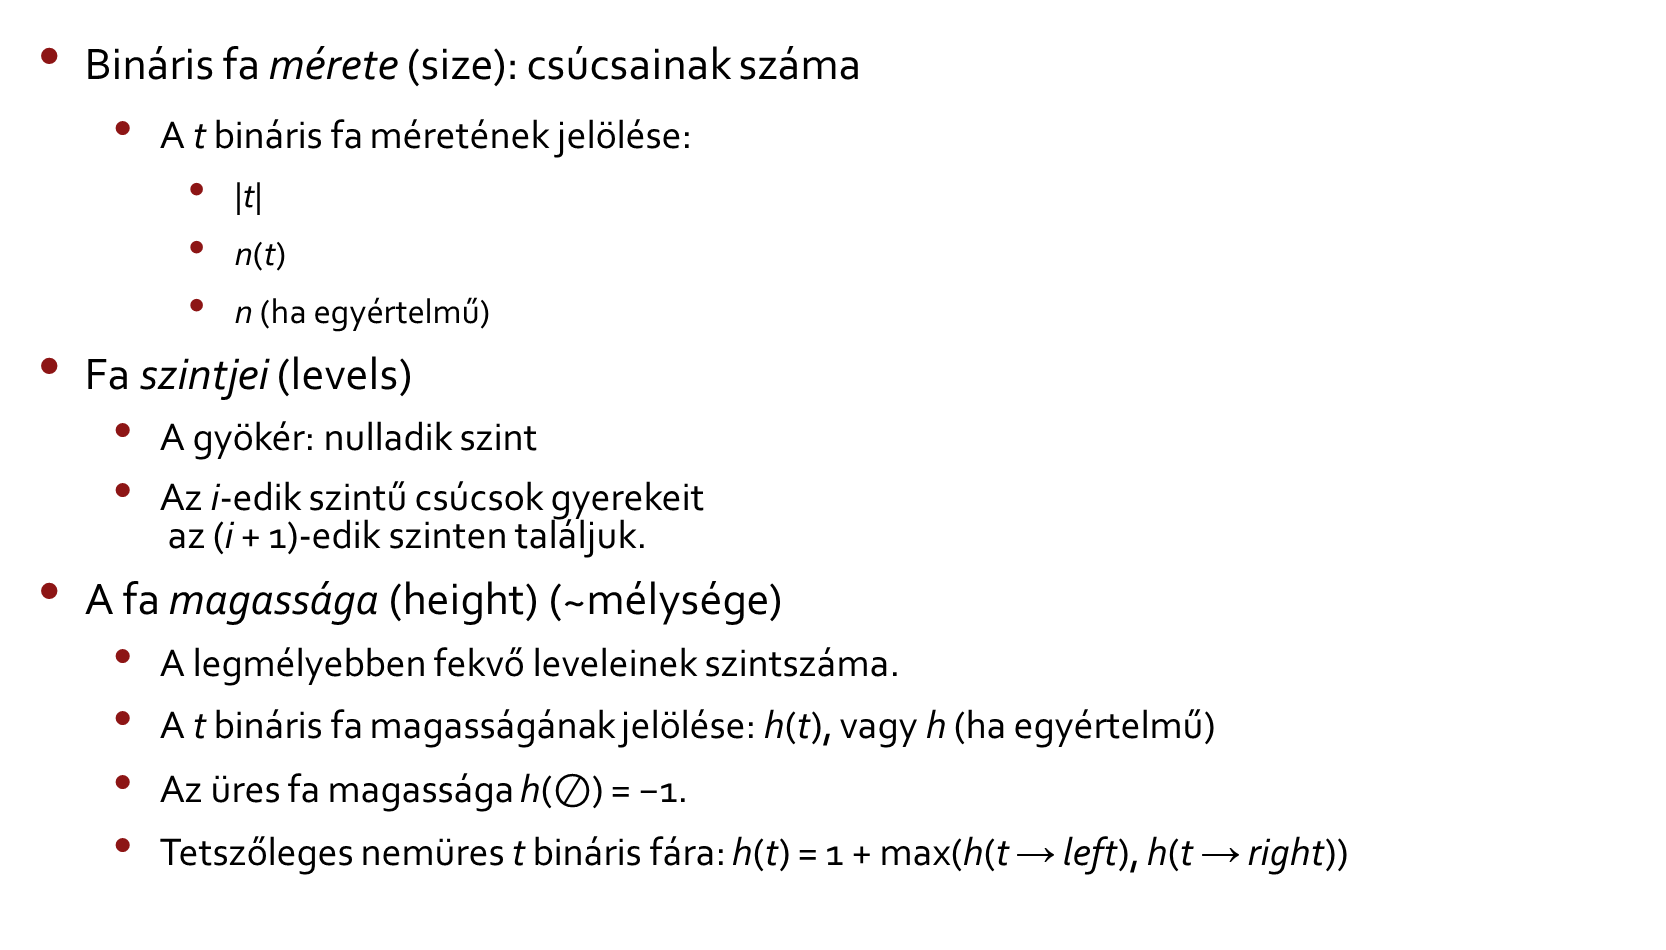 • Bináris fa mérete (size): csúcsainak száma
• A t bináris fa méretének jelölése:
• |t|
• n(t)
• n (ha egyértelmű)
• Fa szintjei (levels)
• A gyökér: nulladik szint
• Az i-edik szintű csúcsok gyerekeit
az (i + 1)-edik szinten találjuk.
• A fa magassága (height) (~mélysége)
• A legmélyebben fekvő leveleinek szintszáma.
• A t bináris fa magasságának jelölése: h(t), vagy h (ha egyértelmű)
• Az üres fa magassága h(⊘) = −1.
• Tetszőleges nemüres t bináris fára: h(t) = 1 + max(h(t → left), h(t → right))